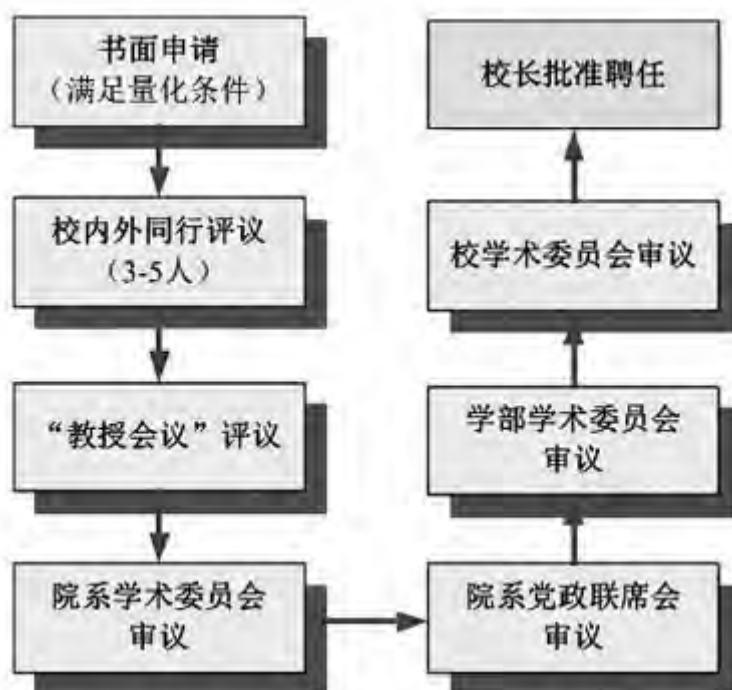 书面申请
（满足量化条件）
校内外同行评议
（3-5人）
“教授会议”评议
院系学术委员会
审议
院系党政联席会
审议
学部学术委员会
审议
校学术委员会审议
校长批准聘任